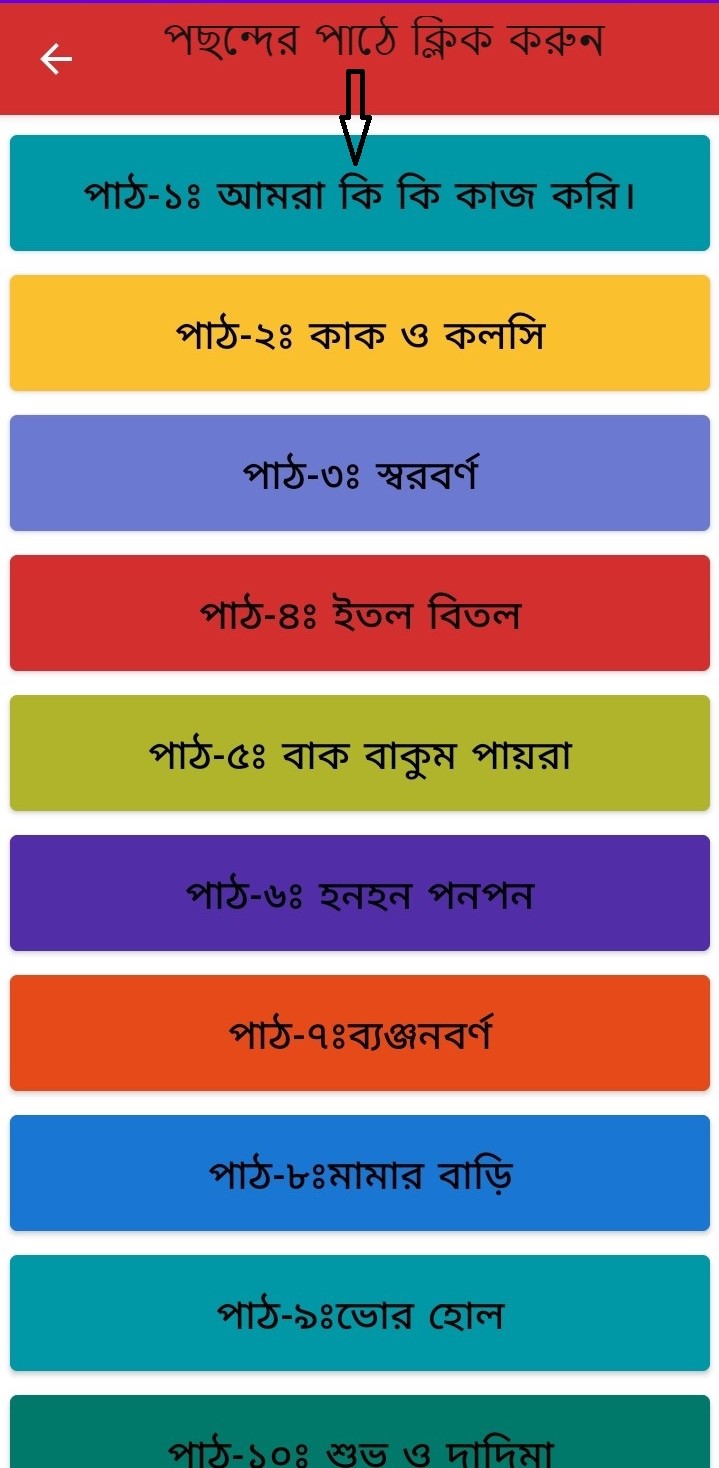 পছন্দের পাঠে ক্লিক করুন
পাঠ-১ঃ আমরা কি কি কাজ করি।
পাঠ-২ঃ কাক ও কলসি
পাঠ-৩ঃ স্বরবর্ণ
পাঠ-৪ঃ ইতল বিতল
পাঠ-৫ঃ বাক বাকুম পায়রা
পাঠ-৬ঃ হনহন পনপন
পাঠ-৭ঃব্যঞ্জনবর্ণ
পাঠ-৮ঃমামার বাড়ি
পাঠ-৯ঃভোর হোল
পাঠ-১০ঃ শুভ ও দাদিমা